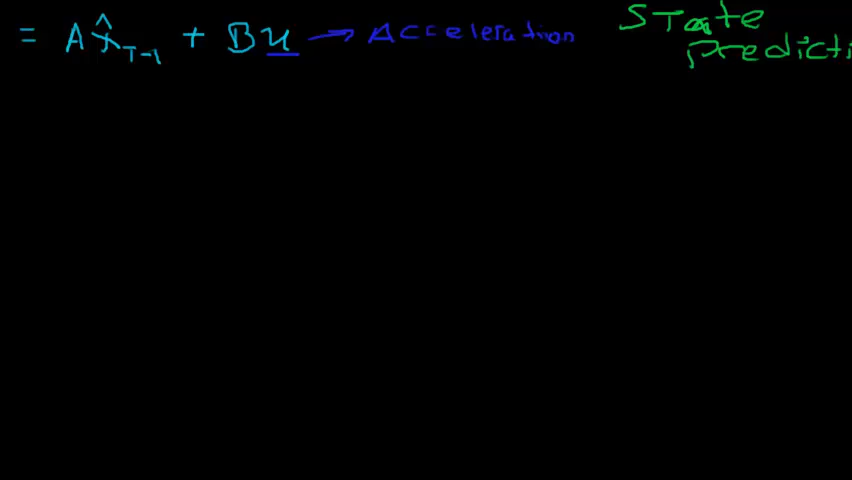 = A x̂ T-1 + B u → Acceleration
State
predicti